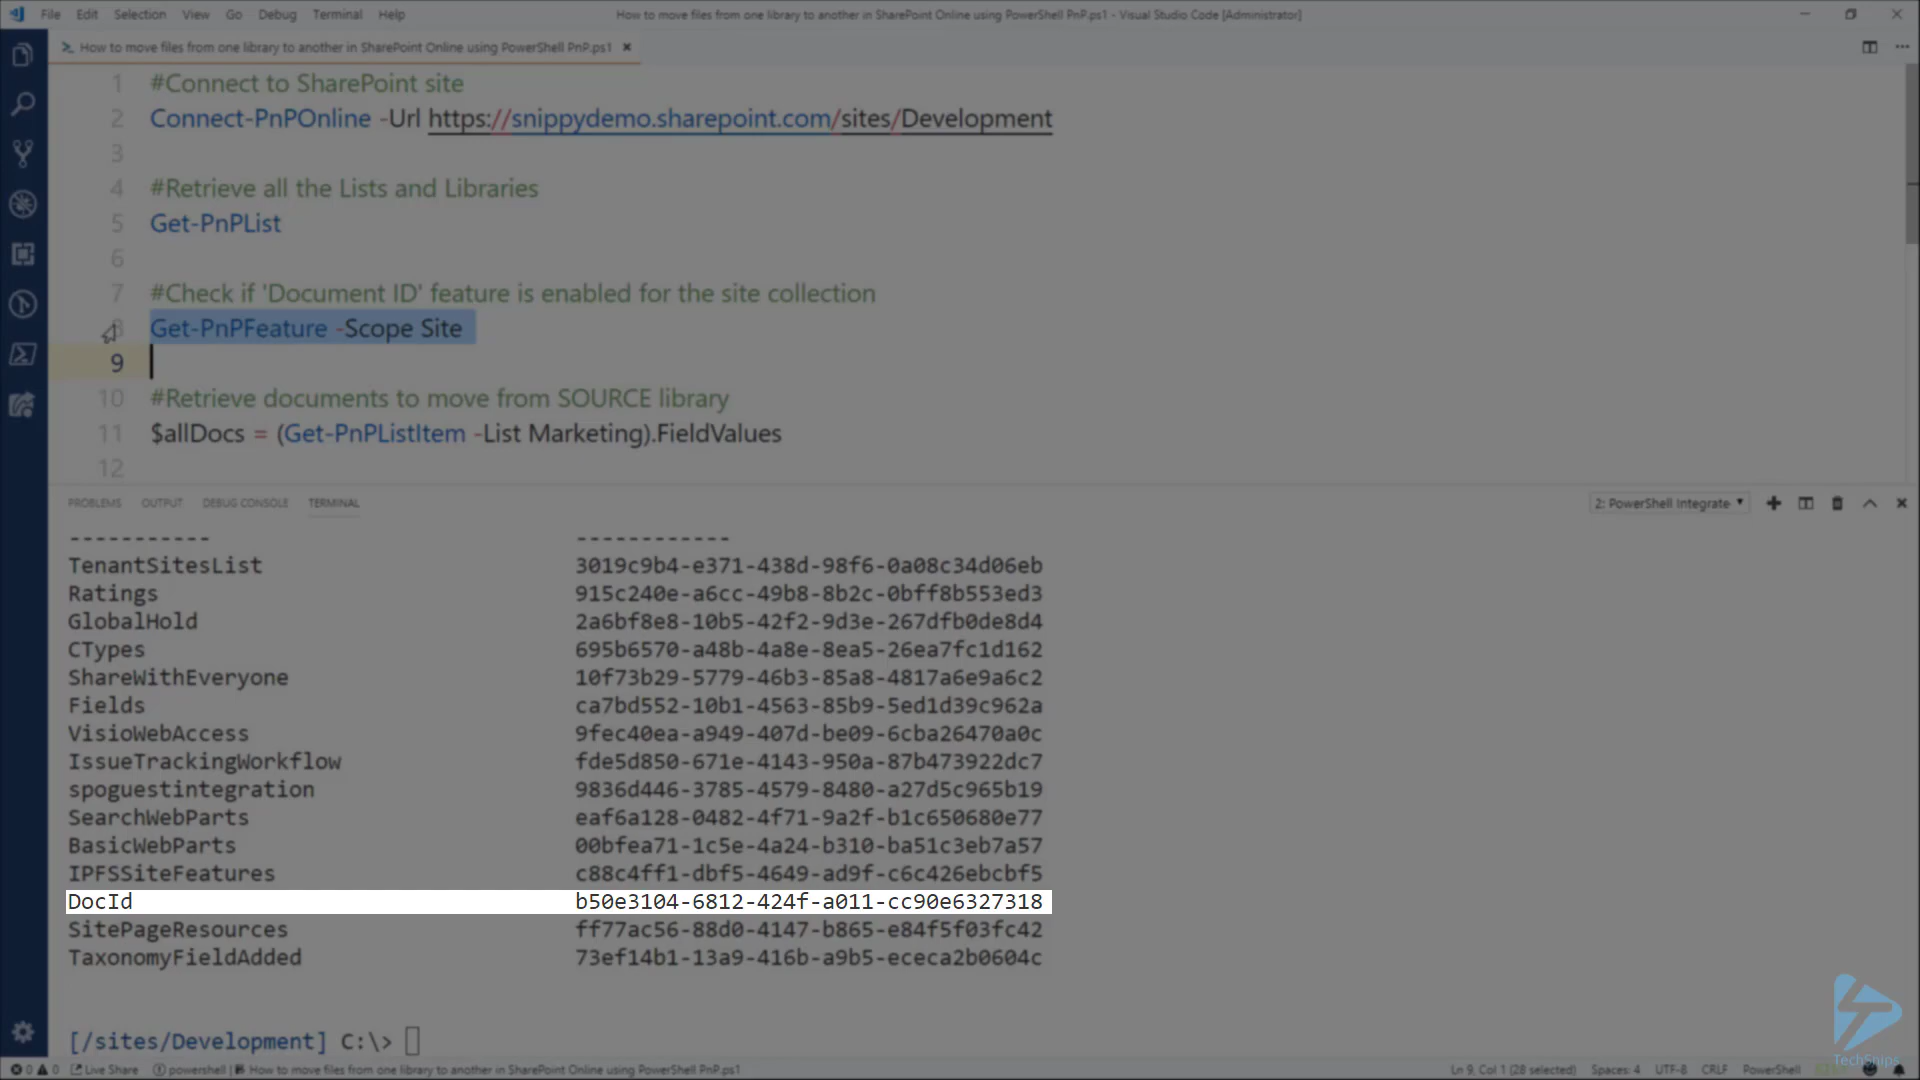 File Edit Selection View Go Debug Terminal Help How to move files from one library to another in SharePoint Online using PowerShell PnP.ps1 - Visual Studio Code [Administrator]
How to move files from one library to another in SharePoint Online using PowerShell PnP.ps1
1 #Connect to SharePoint site
2 Connect-PnPOnline -Url https://snippydemo.sharepoint.com/sites/Development
3
4 #Retrieve all the Lists and Libraries
5 Get-PnPList
6
7 #Check if 'Document ID' feature is enabled for the site collection
8 Get-PnPFeature -Scope Site
9
10 #Retrieve documents to move from SOURCE library
11 $allDocs = (Get-PnPListItem -List Marketing).FieldValues
12
PROBLEMS OUTPUT DEBUG CONSOLE TERMINAL 2: PowerShell Integrate
----------- ------------
TenantSitesList 3019c9b4-e371-438d-98f6-0a08c34d06eb
Ratings 915c240e-a6cc-49b8-8b2c-0bff8b553ed3
GlobalHold 2a6bf8e8-10b5-42f2-9d3e-267dfb0de8d4
CTypes 695b6570-a48b-4a8e-8ea5-26ea7fc1d162
ShareWithEveryone 10f73b29-5779-46b3-85a8-4817a6e9a6c2
Fields ca7bd552-10b1-4563-85b9-5ed1d39c962a
VisioWebAccess 9fec40ea-a949-407d-be09-6cba26470a0c
IssueTrackingWorkflow fde5d850-671e-4143-950a-87b473922dc7
spoguestintegration 9836d446-3785-4579-8480-a27d5c965b19
SearchWebParts eaf6a128-0482-4f71-9a2f-b1c650680e77
BasicWebParts 00bfea71-1c5e-4a24-b310-ba51c3eb7a57
IPFSSiteFeatures c88c4ff1-dbf5-4649-ad9f-c6c426ebcbf5
DocId b50e3104-6812-424f-a011-cc90e6327318
SitePageResources ff77ac56-88d0-4147-b865-e84f5f03fc42
TaxonomyFieldAdded 73ef14b1-13a9-416b-a9b5-ececa2b0604c
[/sites/Development] C:\>
TechSnips
0 0 Live Share powershell | How to move files from one library to another in SharePoint Online using PowerShell PnP.ps1 Ln 9, Col 1 (28 selected) Spaces: 4 UTF-8 CRLF PowerShell